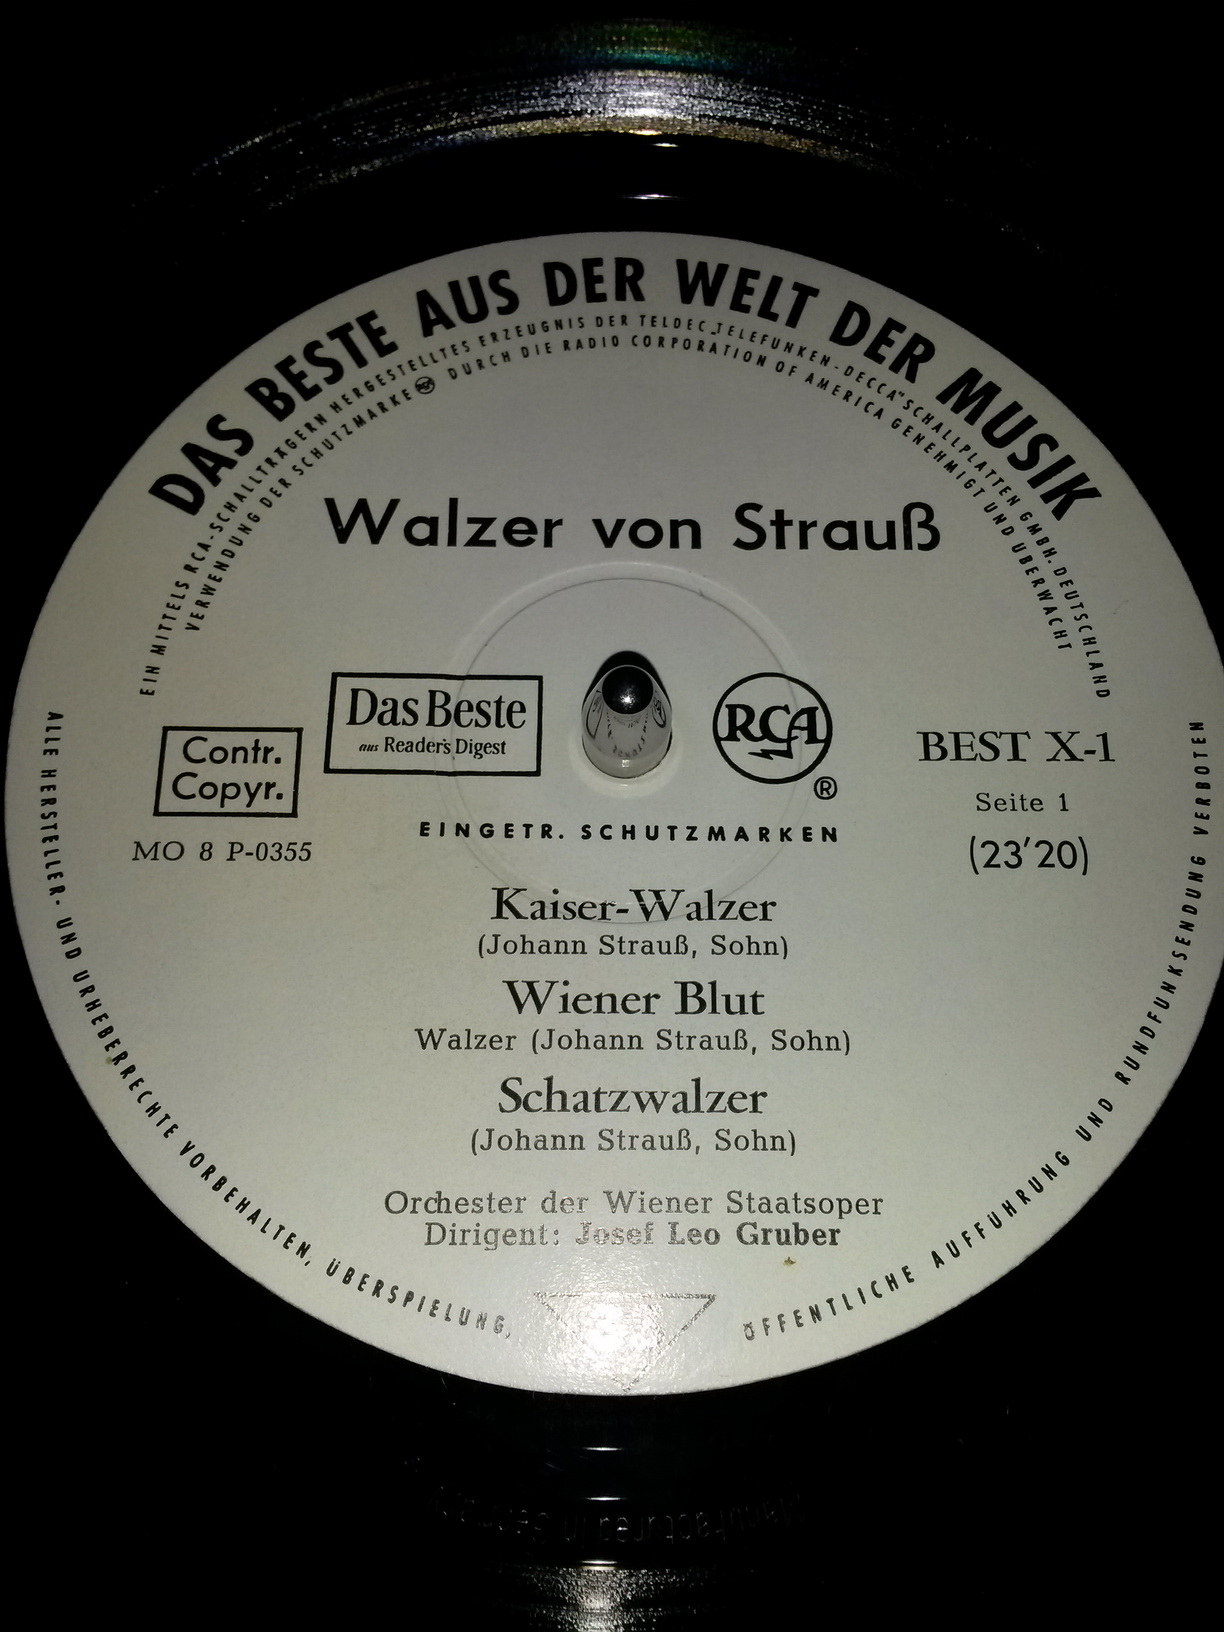 DAS BESTE AUS DER WELT DER MUSIK
EIN MITTELS RCA-SCHALLTRÄGERN HERGESTELLTES ERZEUGNIS DER TELDEC „TELEFUNKEN-DECCA“ SCHALLPLATTEN GMBH. DEUTSCHLAND
VERWENDUNG DER SCHUTZMARKE RCA DURCH DIE RADIO CORPORATION OF AMERICA GENEHMIGT UND ÜBERWACHT
Walzer von Strauß
Das Beste
aus Reader's Digest
RCA
®
Contr.
Copyr.
MO 8 P-0355
BEST X-1
Seite 1
(23'20)
EINGETR. SCHUTZMARKEN
Kaiser-Walzer
(Johann Strauß, Sohn)
Wiener Blut
Walzer (Johann Strauß, Sohn)
Schatzwalzer
(Johann Strauß, Sohn)
Orchester der Wiener Staatsoper
Dirigent: Josef Leo Gruber
ALLE HERSTELLER- UND URHEBERRECHTE VORBEHALTEN, ÜBERSPIELUNG, ÖFFENTLICHE AUFFÜHRUNG UND RUNDFUNKSENDUNG VERBOTEN
Manufactured in Germany